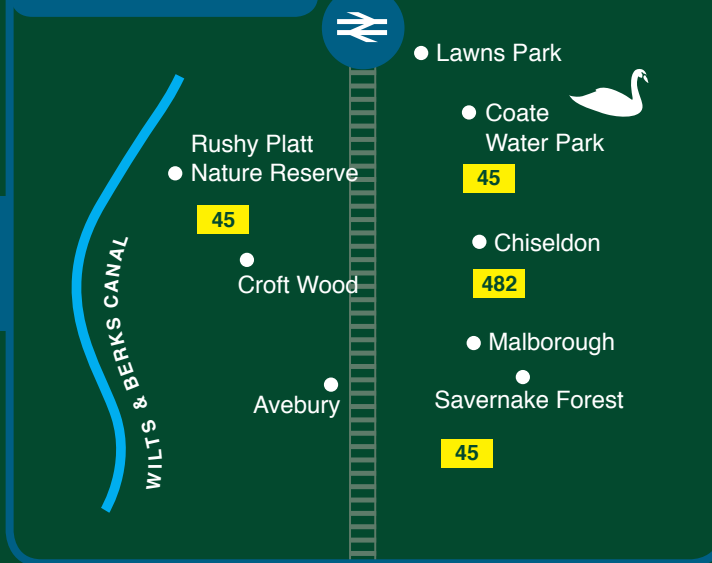 Lawns Park
Coate
Water Park
45
Rushy Platt
Nature Reserve
45
Croft Wood
Chiseldon
482
Malborough
Savernake Forest
45
Avebury
WILTS & BERKS CANAL